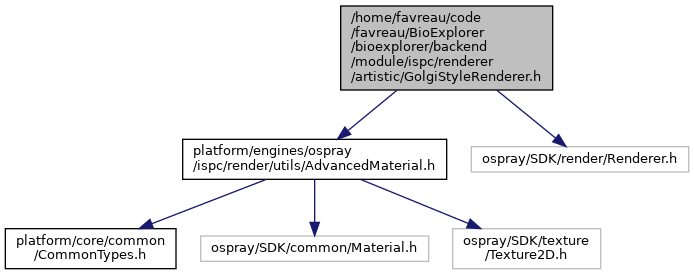 /home/favreau/code
/favreau/BioExplorer
/bioexplorer/backend
/module/ispc/renderer
/artistic/GolgiStyleRenderer.h
platform/engines/ospray
/ispc/render/utils/AdvancedMaterial.h
ospray/SDK/render/Renderer.h
platform/core/common
/CommonTypes.h
ospray/SDK/common/Material.h
ospray/SDK/texture
/Texture2D.h